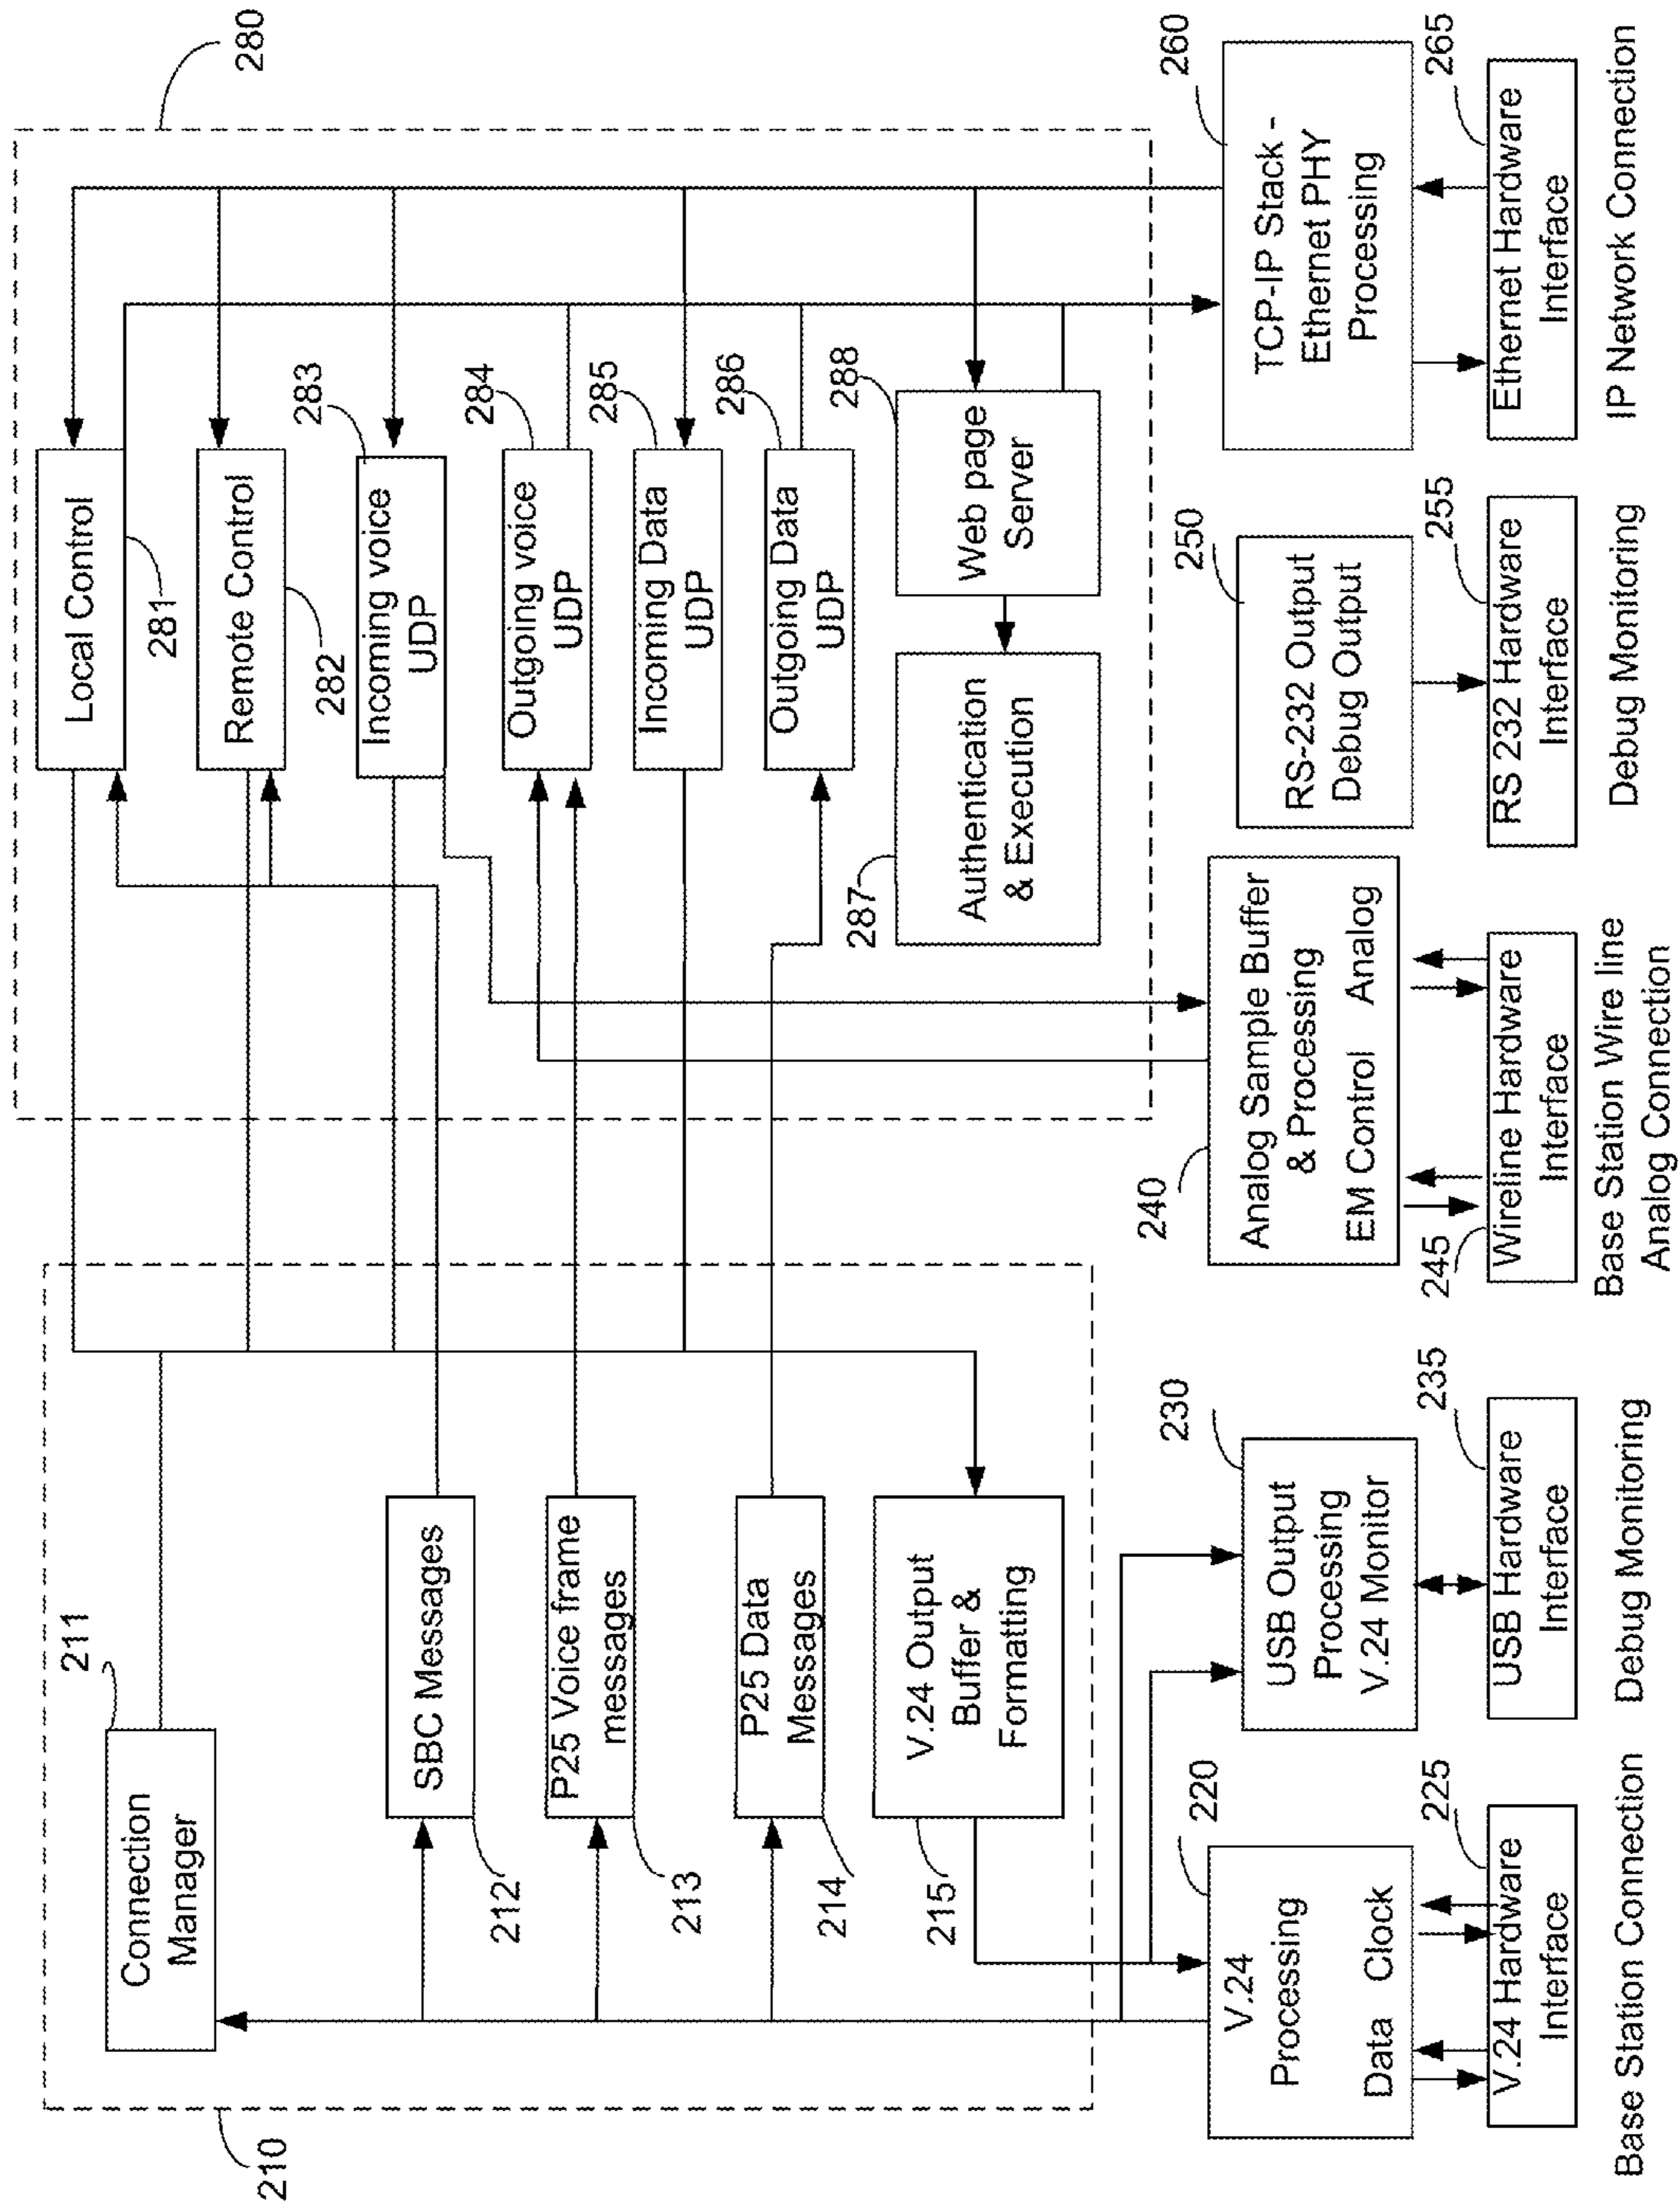 210
211
Connection
Manager
212
SBC Messages
213
P25 Voice frame
messages
214
P25 Data
Messages
215
V.24 Output
Buffer &
Formatting
280
Local Control
281
Remote Control
282
Incoming voice
UDP
283
Outgoing voice
UDP
284
Incoming Data
UDP
285
Outgoing Data
UDP
286
287
Authentication
& Execution
288
Web page
Server
220
V.24
Processing
Data Clock
225
V.24 Hardware
Interface
Base Station Connection
230
USB Output
Processing
V.24 Monitor
235
USB Hardware
Interface
Debug Monitoring
240
Analog Sample Buffer
& Processing
EM Control Analog
245
Wireline Hardware
Interface
Base Station Wire line
Analog Connection
250
RS-232 Output
Debug Output
255
RS 232 Hardware
Interface
Debug Monitoring
260
TCP-IP Stack -
Ethernet PHY
Processing
265
Ethernet Hardware
Interface
IP Network Connection